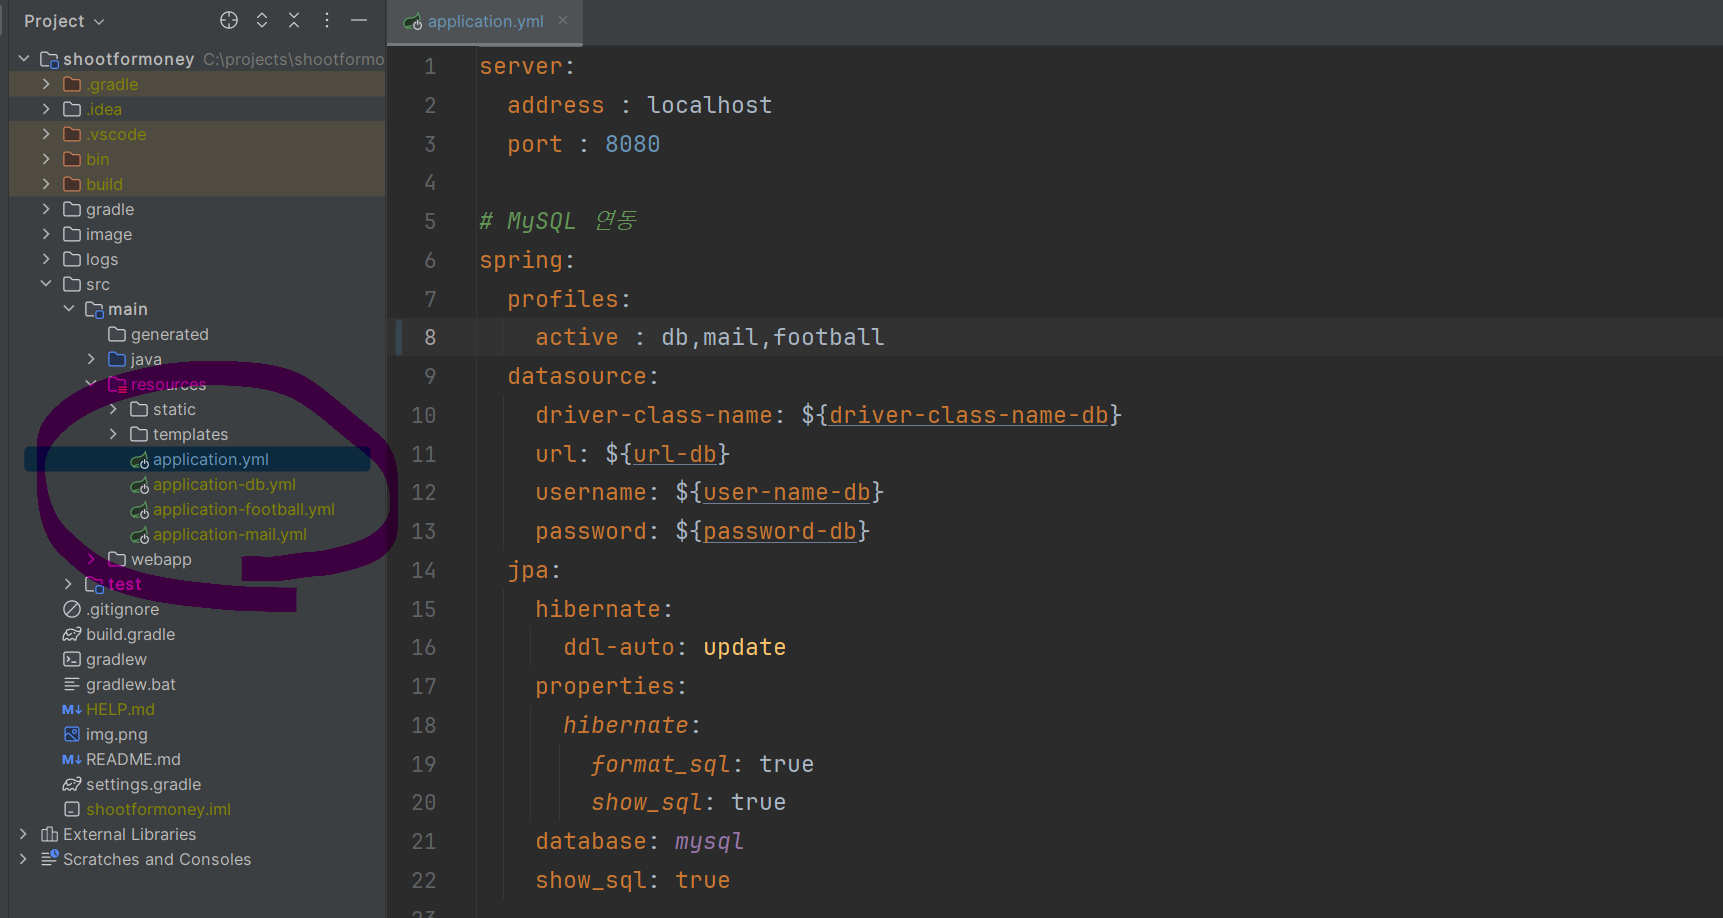 Project
application.yml
shootformoney C:\projects\shootformo
.gradle
.idea
.vscode
bin
build
gradle
image
logs
src
main
generated
java
resources
static
templates
application.yml
application-db.yml
application-football.yml
application-mail.yml
webapp
test
.gitignore
build.gradle
gradlew
gradlew.bat
M↓ HELP.md
img.png
M↓ README.md
settings.gradle
shootformoney.iml
External Libraries
Scratches and Consoles
1 server:
2 address : localhost
3 port : 8080
4
5 # MySQL 연동
6 spring:
7 profiles:
8 active : db,mail,football
9 datasource:
10 driver-class-name: ${driver-class-name-db}
11 url: ${url-db}
12 username: ${user-name-db}
13 password: ${password-db}
14 jpa:
15 hibernate:
16 ddl-auto: update
17 properties:
18 hibernate:
19 format_sql: true
20 show_sql: true
21 database: mysql
22 show_sql: true
23